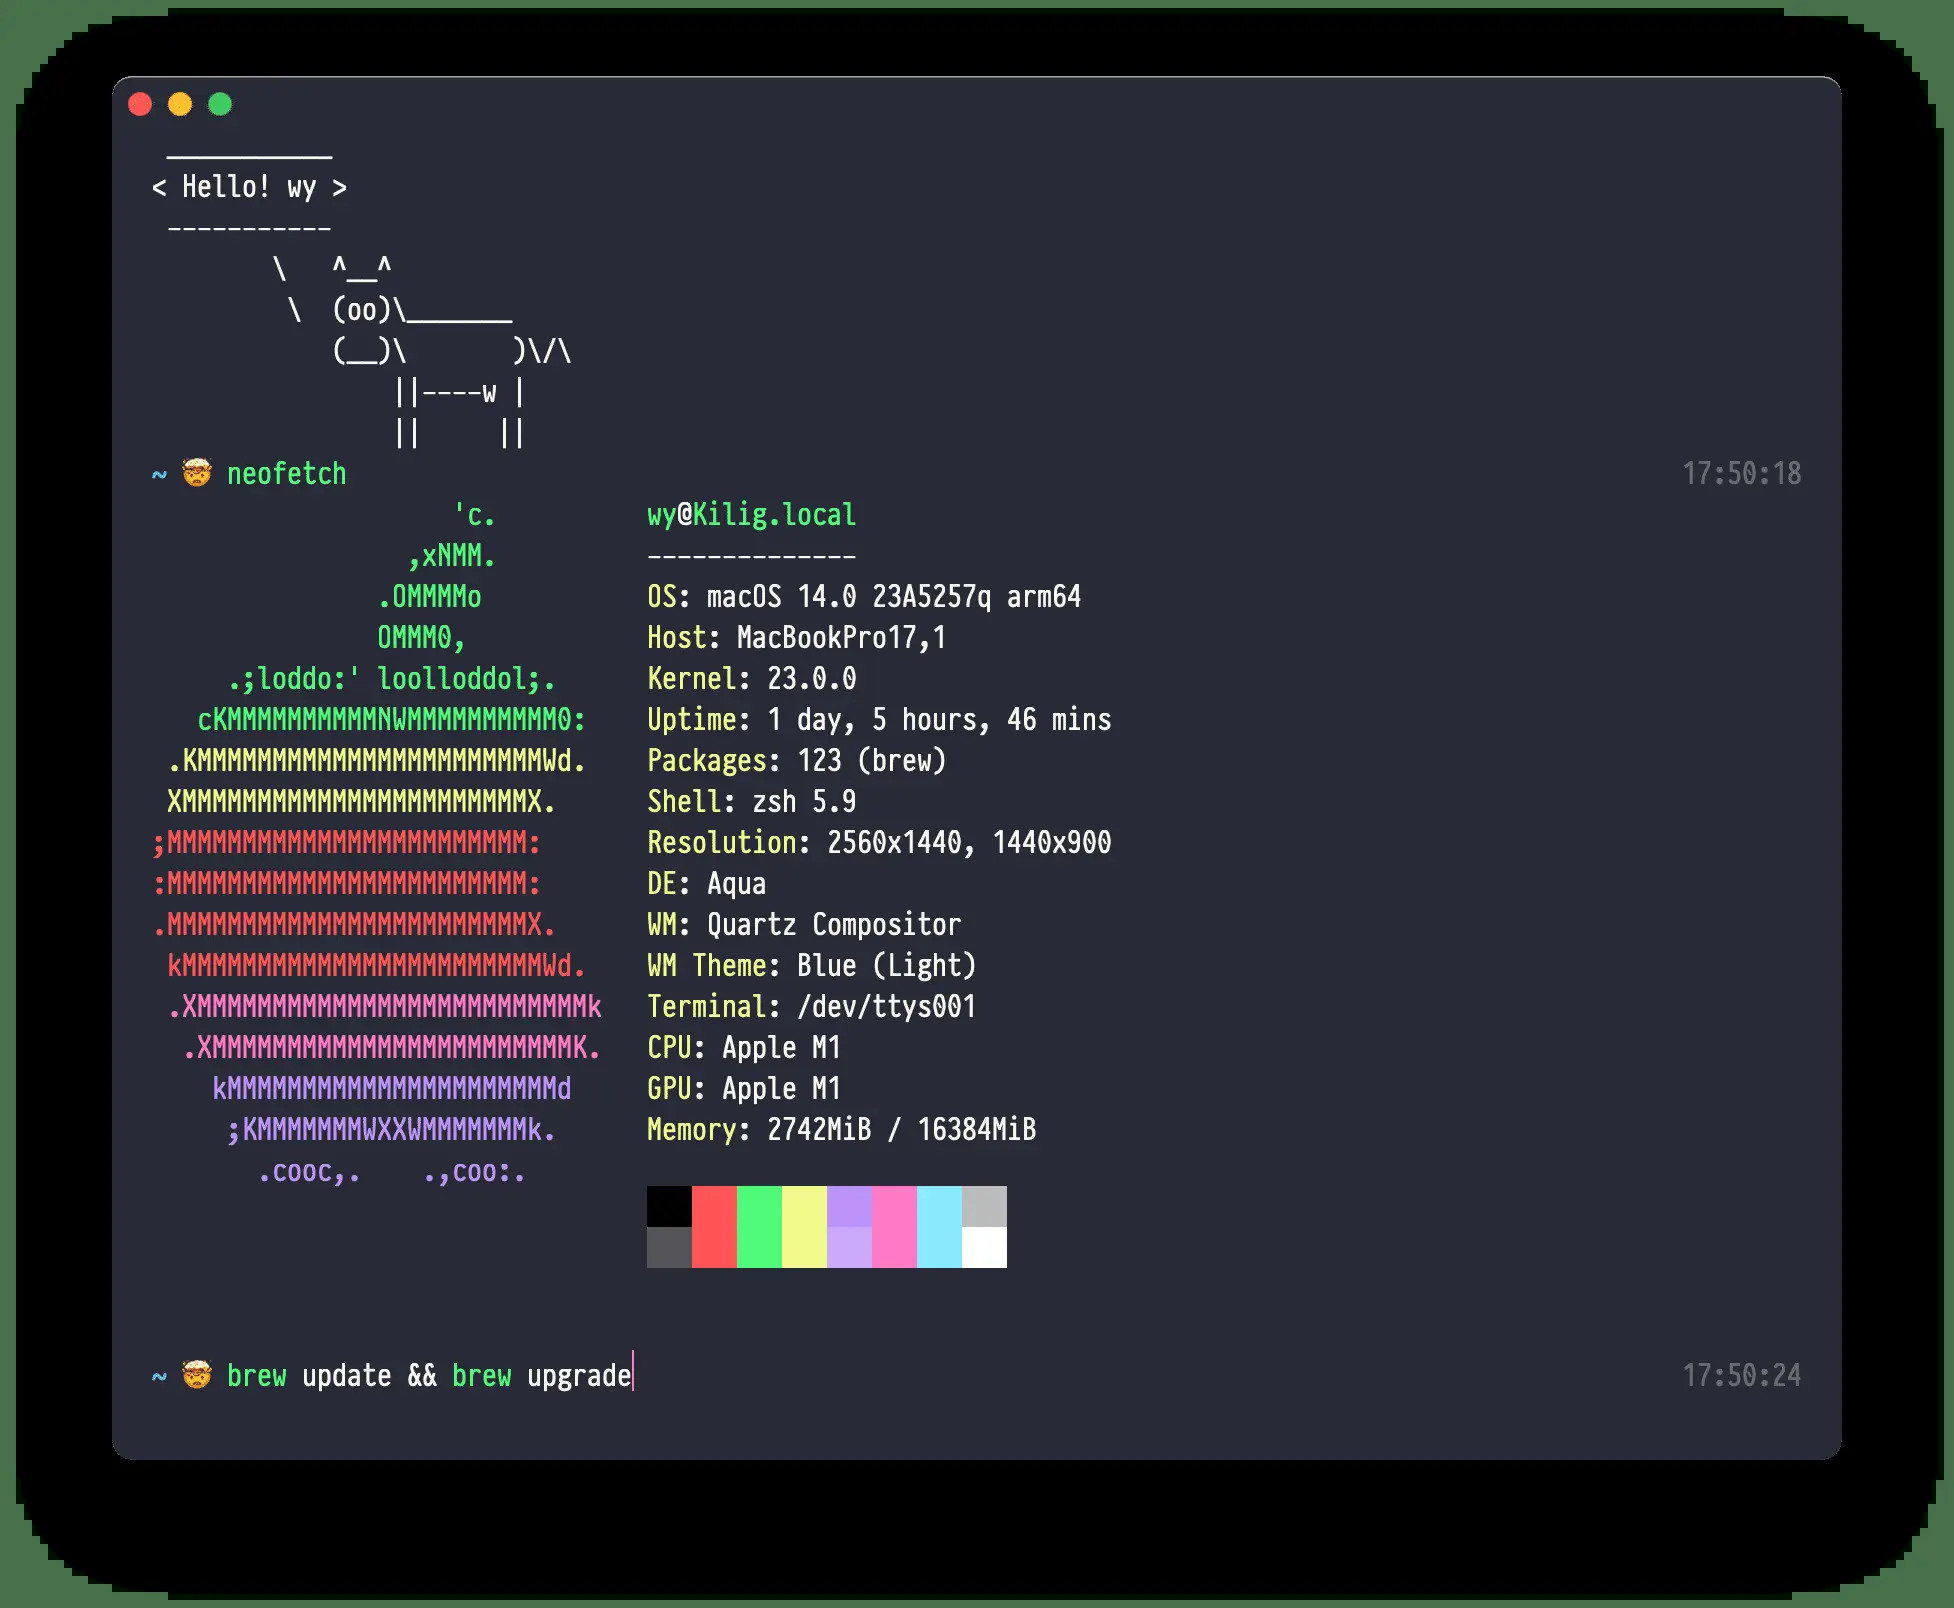 ___________
< Hello! wy >
 -----------
        \   ^__^
         \  (oo)\_______
            (__)\       )\/\
                ||----w |
                ||     ||
~ 🤯 neofetch 17:50:18
                    'c.          wy@Kilig.local
                 ,xNMM.          --------------
               .OMMMMo           OS: macOS 14.0 23A5257q arm64
               OMMM0,            Host: MacBookPro17,1
     .;loddo:' loolloddol;.      Kernel: 23.0.0
   cKMMMMMMMMMMNWMMMMMMMMMM0:    Uptime: 1 day, 5 hours, 46 mins
 .KMMMMMMMMMMMMMMMMMMMMMMMWd.    Packages: 123 (brew)
 XMMMMMMMMMMMMMMMMMMMMMMMX.      Shell: zsh 5.9
;MMMMMMMMMMMMMMMMMMMMMMMM:       Resolution: 2560x1440, 1440x900
:MMMMMMMMMMMMMMMMMMMMMMMM:       DE: Aqua
.MMMMMMMMMMMMMMMMMMMMMMMMX.      WM: Quartz Compositor
 kMMMMMMMMMMMMMMMMMMMMMMMMWd.    WM Theme: Blue (Light)
 .XMMMMMMMMMMMMMMMMMMMMMMMMMMk   Terminal: /dev/ttys001
  .XMMMMMMMMMMMMMMMMMMMMMMMMK.   CPU: Apple M1
    kMMMMMMMMMMMMMMMMMMMMMMd     GPU: Apple M1
     ;KMMMMMMMWXXWMMMMMMMk.      Memory: 2742MiB / 16384MiB
       .cooc,.    .,coo:.
~ 🤯 brew update && brew upgrade 17:50:24